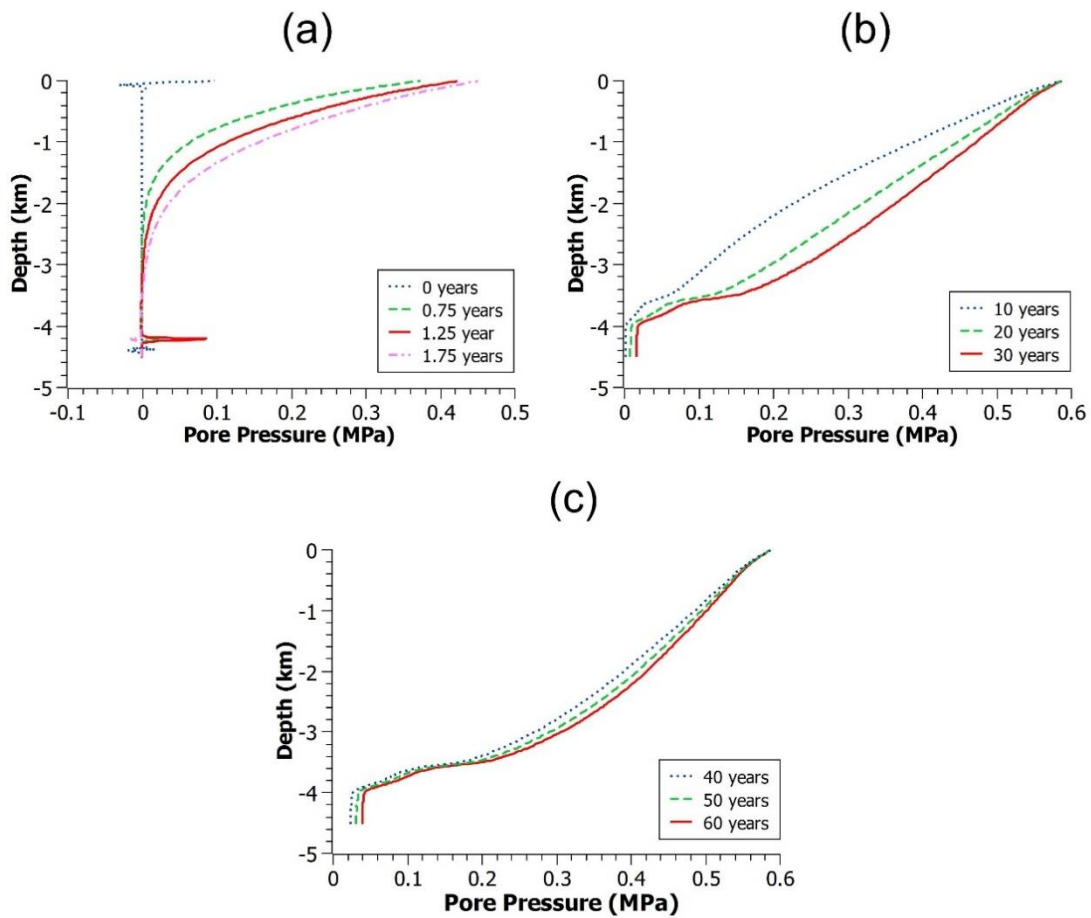 (a)
0
-1
-2
-3
-4
-5
Depth (km)
-0.1
0
0.1
0.2
0.3
0.4
0.5
Pore Pressure (MPa)
0 years
0.75 years
1.25 year
1.75 years
(b)
0
-1
-2
-3
-4
-5
Depth (km)
0
0.1
0.2
0.3
0.4
0.5
0.6
Pore Pressure (MPa)
10 years
20 years
30 years
(c)
0
-1
-2
-3
-4
-5
Depth (km)
0
0.1
0.2
0.3
0.4
0.5
0.6
Pore Pressure (MPa)
40 years
50 years
60 years